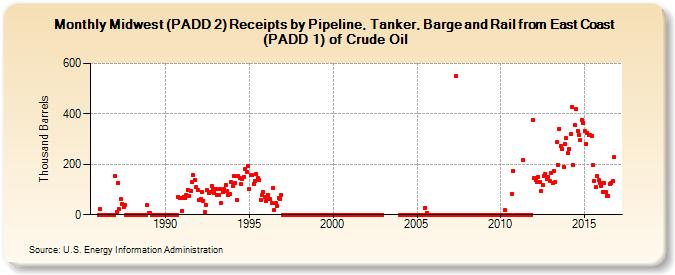 Monthly Midwest (PADD 2) Receipts by Pipeline, Tanker, Barge and Rail from East Coast
(PADD 1) of Crude Oil
Thousand Barrels
600
400
200
0
1990 1995 2000 2005 2010 2015
Source: U.S. Energy Information Administration